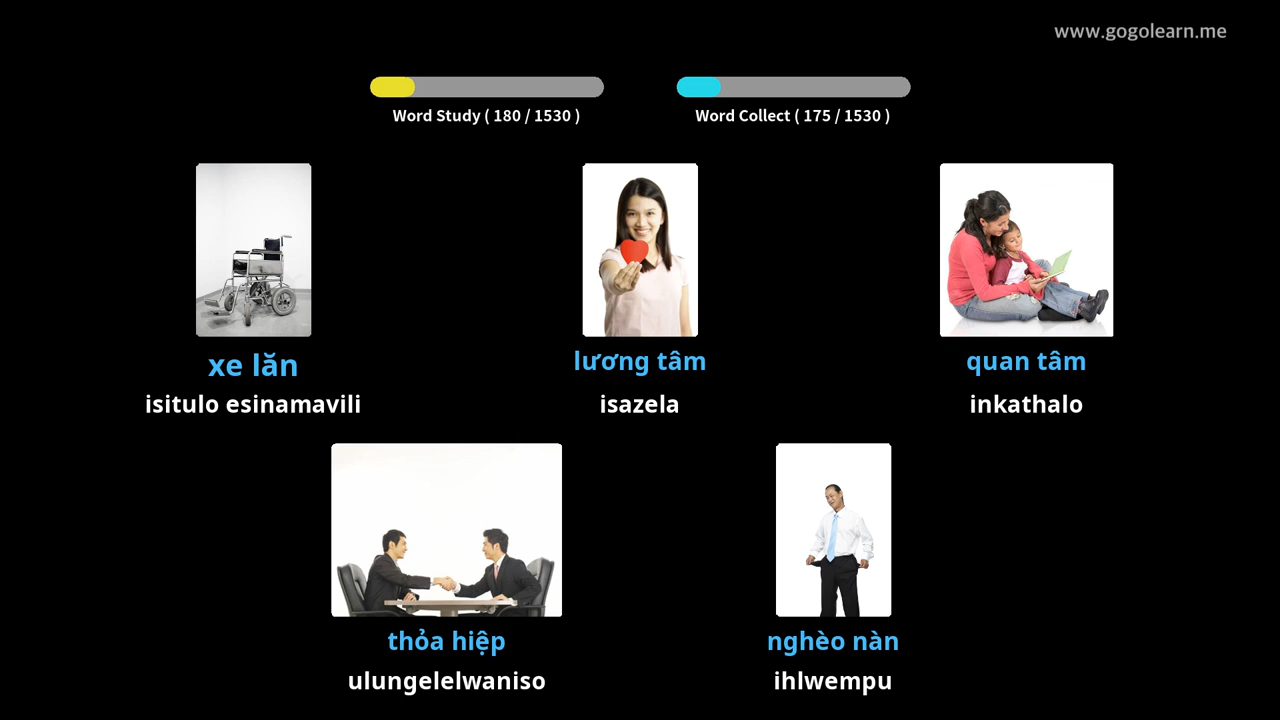 www.gogolearn.me
Word Study ( 180 / 1530 )
Word Collect ( 175 / 1530 )
xe lăn
isitulo esinamavili
lương tâm
isazela
quan tâm
inkathalo
thỏa hiệp
ulungelelwaniso
nghèo nàn
ihlwempu